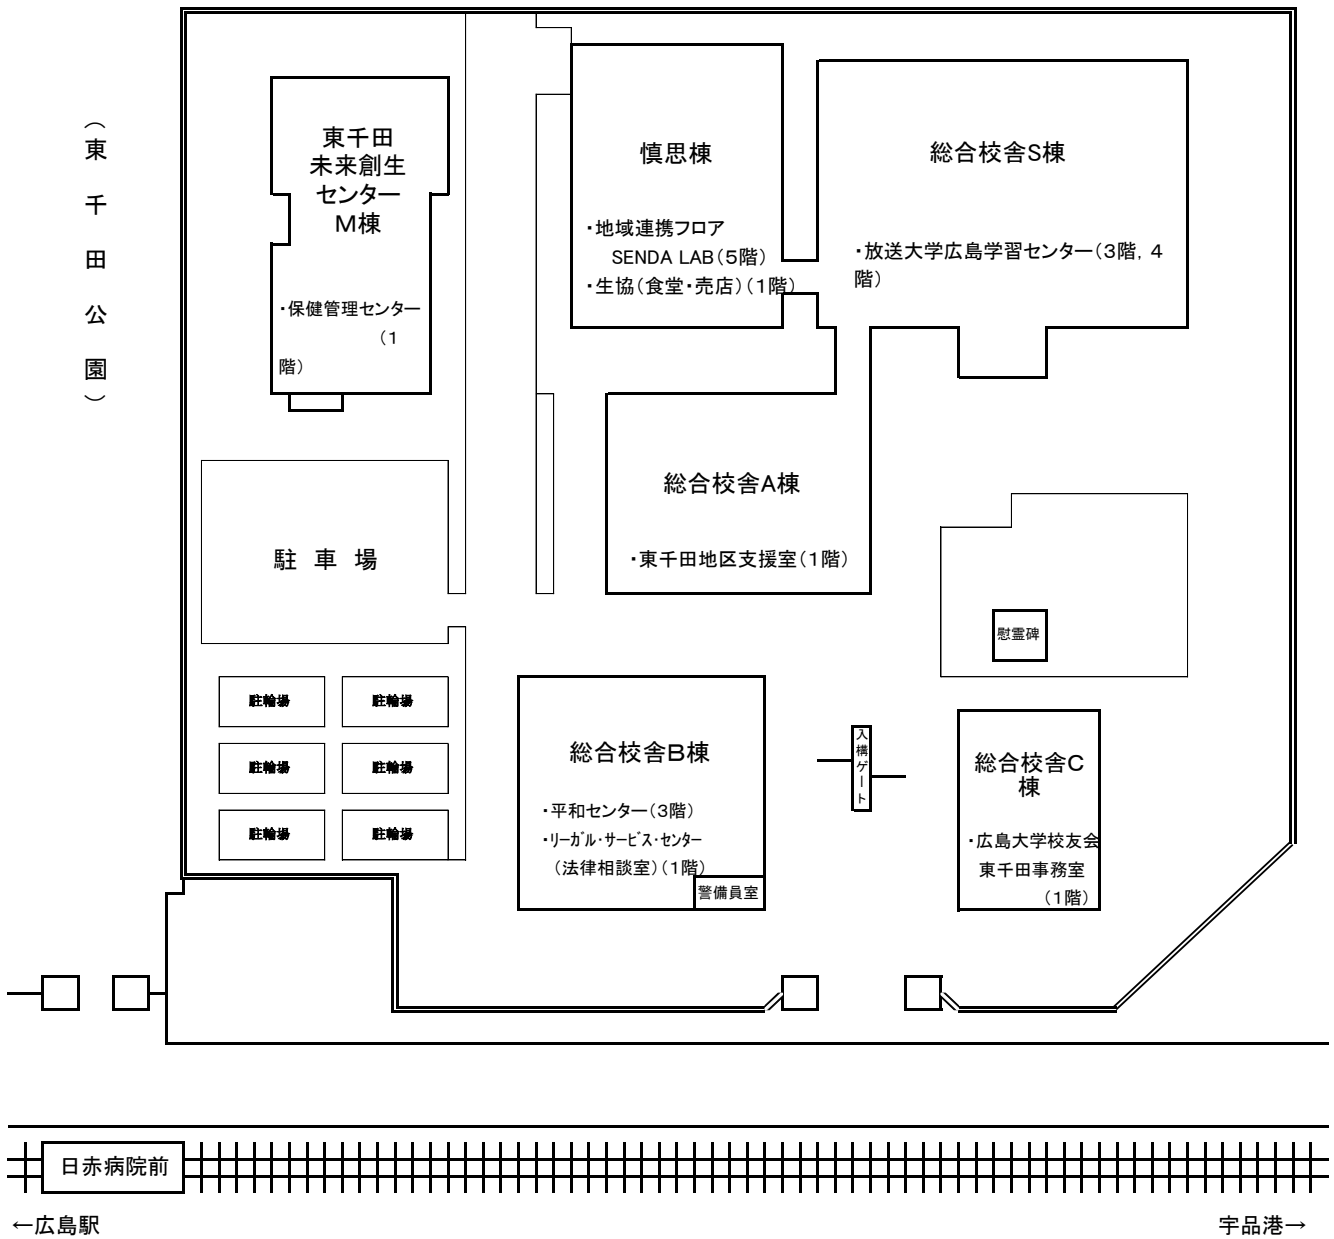 （東千田公園）
東千田
未来創生
センター
Ｍ棟
・保健管理センター
（１
階）
慎思棟
・地域連携フロア
SENDA LAB（５階）
・生協（食堂・売店）（１階）
総合校舎Ｓ棟
・放送大学広島学習センター（３階，４
階）
総合校舎Ａ棟
・東千田地区支援室（１階）
駐 車 場
慰霊碑
駐輪場
駐輪場
駐輪場
駐輪場
駐輪場
駐輪場
総合校舎Ｂ棟
・平和センター（３階）
・ﾘｰｶﾞﾙ・ｻｰﾋﾞｽ・ｾﾝﾀｰ
（法律相談室）（１階）
警備員室
入構ゲート
総合校舎Ｃ
棟
・広島大学校友会
東千田事務室
（１階）
日赤病院前
←広島駅
宇品港→